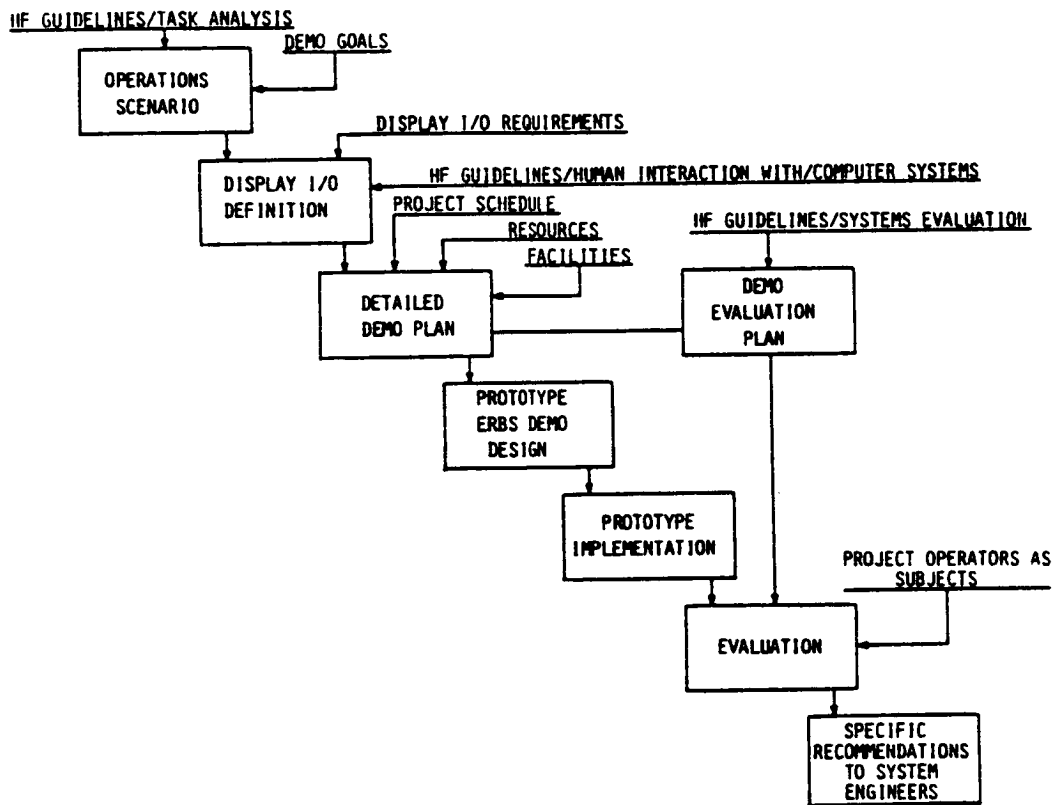 HF GUIDELINES/TASK ANALYSIS
DEMO GOALS
OPERATIONS
SCENARIO
DISPLAY I/O REQUIREMENTS
HF GUIDELINES/HUMAN INTERACTION WITH/COMPUTER SYSTEMS
DISPLAY I/O
DEFINITION
PROJECT SCHEDULE
RESOURCES
FACILITIES
HF GUIDELINES/SYSTEMS EVALUATION
DETAILED
DEMO PLAN
DEMO
EVALUATION
PLAN
PROTOTYPE
ERBS DEMO
DESIGN
PROTOTYPE
IMPLEMENTATION
PROJECT OPERATORS AS
SUBJECTS
EVALUATION
SPECIFIC
RECOMMENDATIONS
TO SYSTEM
ENGINEERS